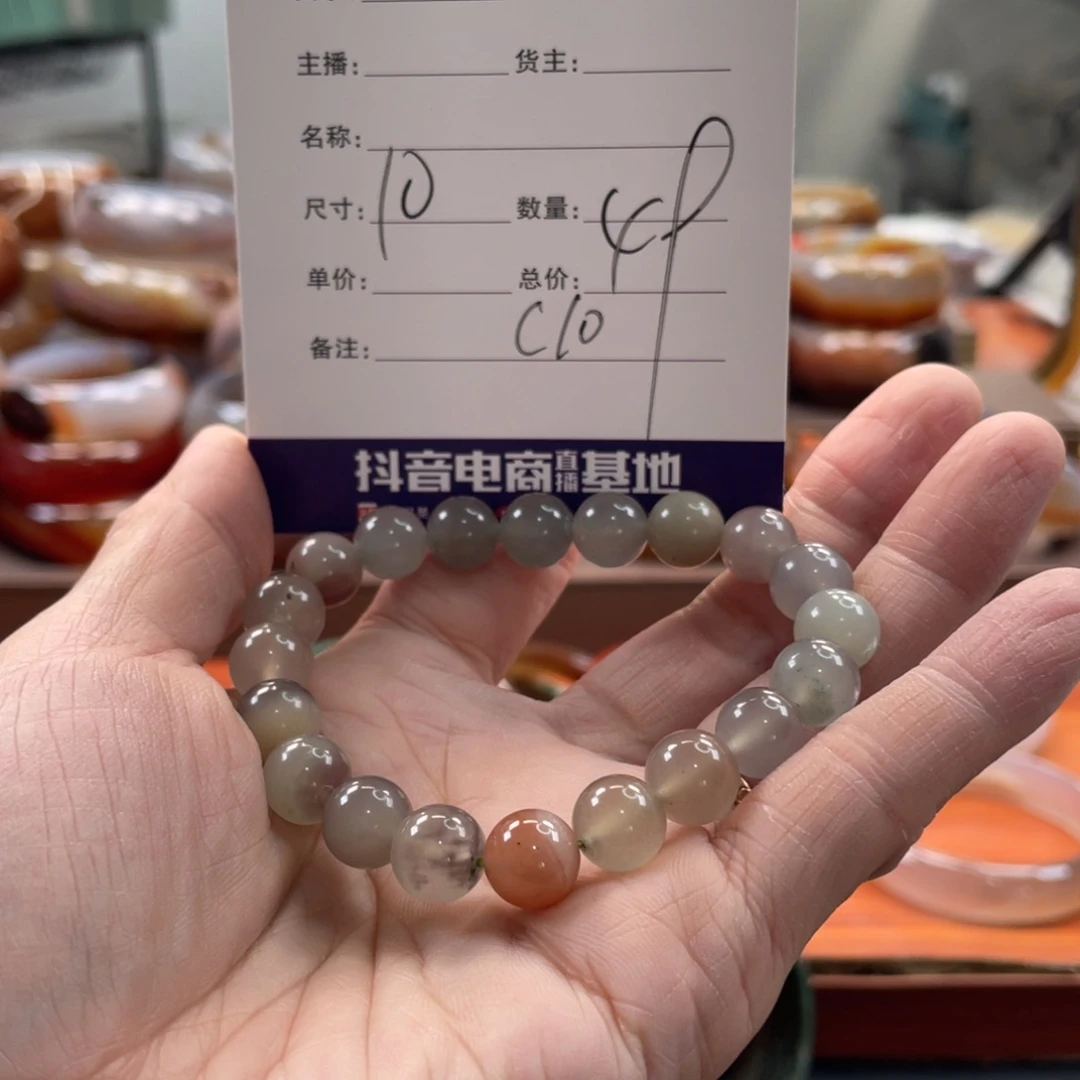 主播: 货主:
名称:
尺寸: 10 数量:
单价: 总价:
C10
备注:
抖音电商直播基地